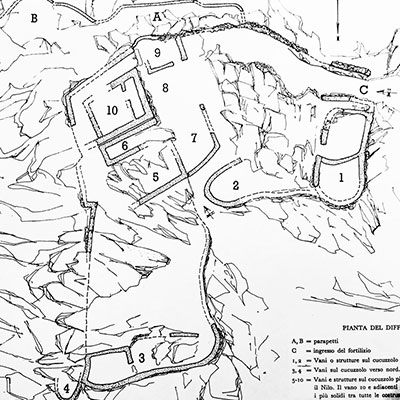 B
A
9
8
C
10
7
6
5
2
1
3
4
PIANTA DEL DIFF
A, B = parapetti
C = ingresso del fortilizio
1, 2 = Vani o strutture sul cucuzzolo
3, 4 = Vani sul cucuzzolo verso nord.
5-10 = Vani e strutture sul cucuzzolo pi
il Nilo. Il vano 10 e adiacenti
i più solidi tra tutte le costru